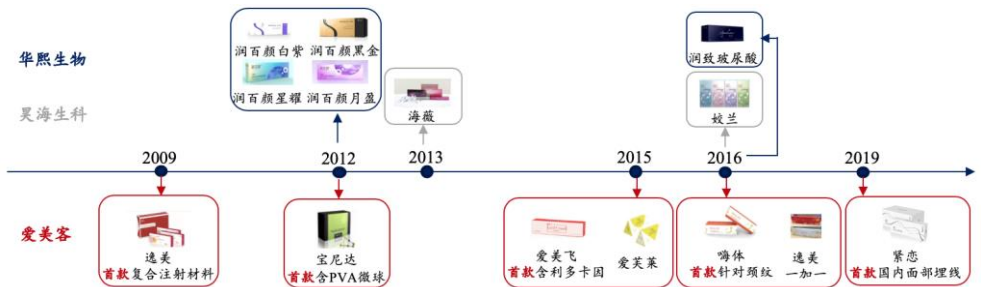 华熙生物
昊海生科
爱美客
润百颜白紫 润百颜黑金
润百颜星耀 润百颜月盈
海薇
润致玻尿酸
姣兰
2009 2012 2013 2015 2016 2019
逸美
首款复合注射材料
宝尼达
首款含PVA微球
爱美飞
首款含利多卡因
爱芙莱
嗨体
首款针对颈纹
逸美
一加一
紧恋
首款国内面部埋线